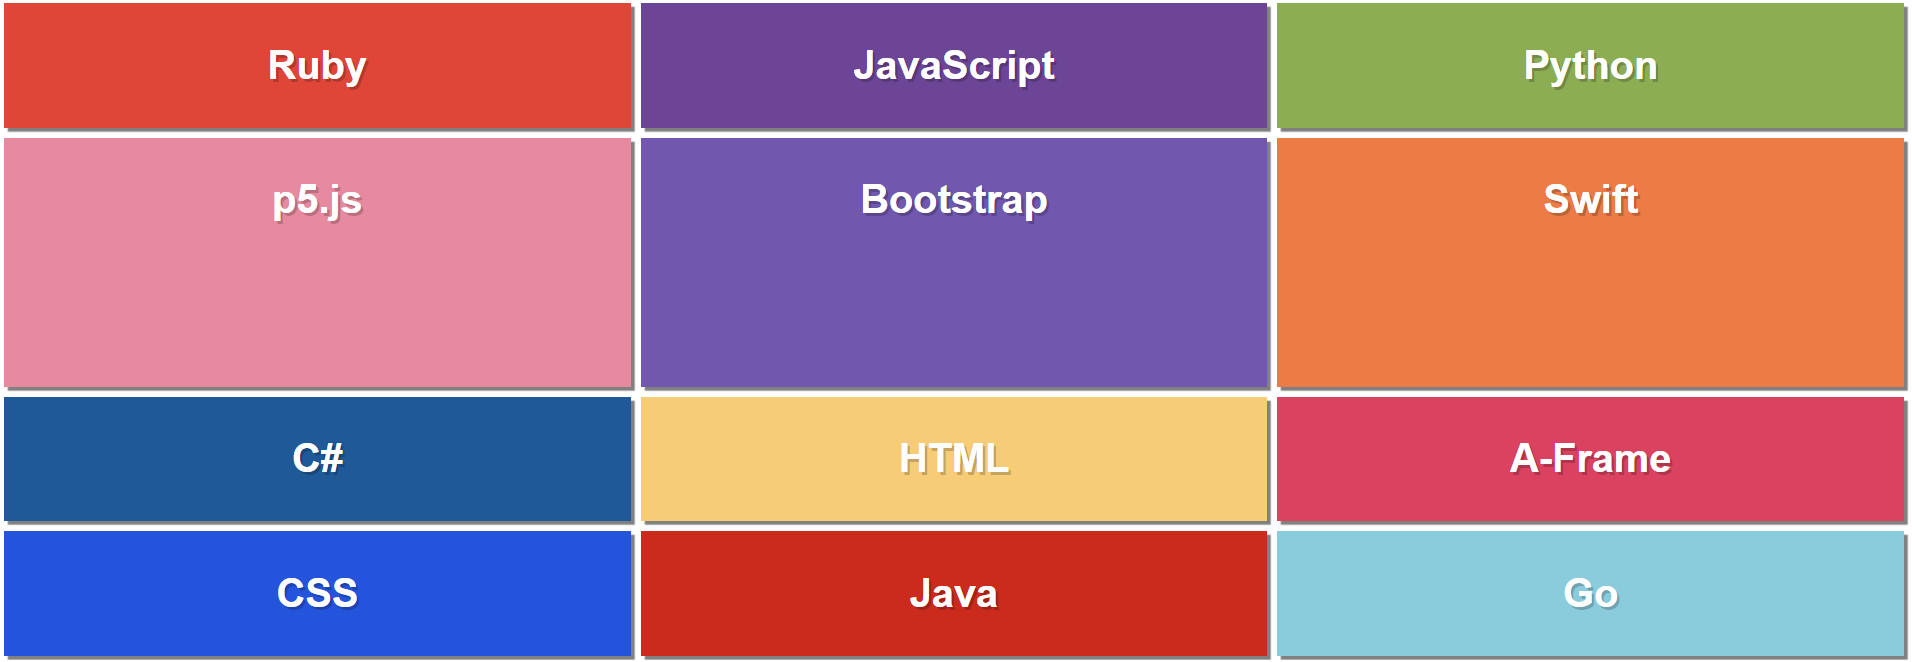 Ruby
JavaScript
Python
p5.js
Bootstrap
Swift
C#
HTML
A-Frame
CSS
Java
Go